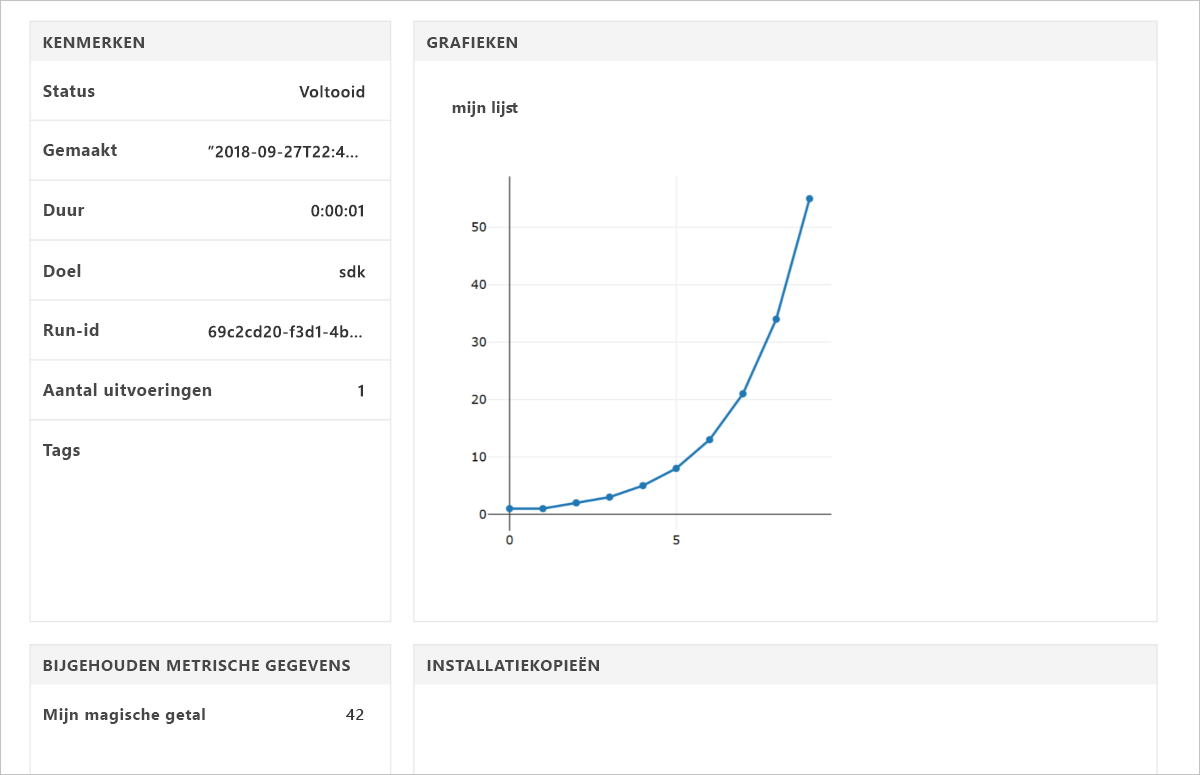 KENMERKEN
Status Voltooid
Gemaakt "2018-09-27T22:4...
Duur 0:00:01
Doel sdk
Run-id 69c2cd20-f3d1-4b...
Aantal uitvoeringen 1
Tags
GRAFIEKEN
mijn lijst
50
40
30
20
10
0
0 5
BIJGEHOUDEN METRISCHE GEGEVENS
Mijn magische getal 42
INSTALLATIEKOPIEËN